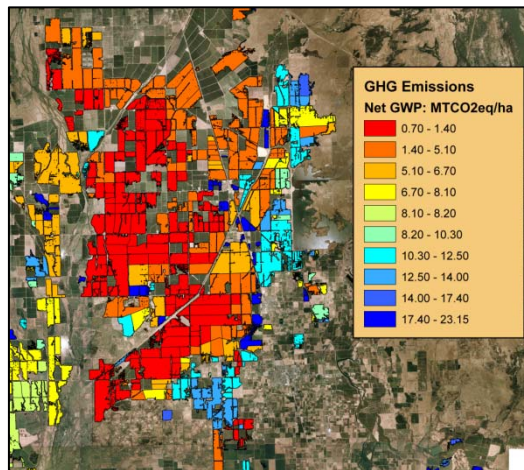 GHG Emissions
Net GWP: MTCO2eq/ha
0.70 - 1.40
1.40 - 5.10
5.10 - 6.70
6.70 - 8.10
8.10 - 8.20
8.20 - 10.30
10.30 - 12.50
12.50 - 14.00
14.00 - 17.40
17.40 - 23.15